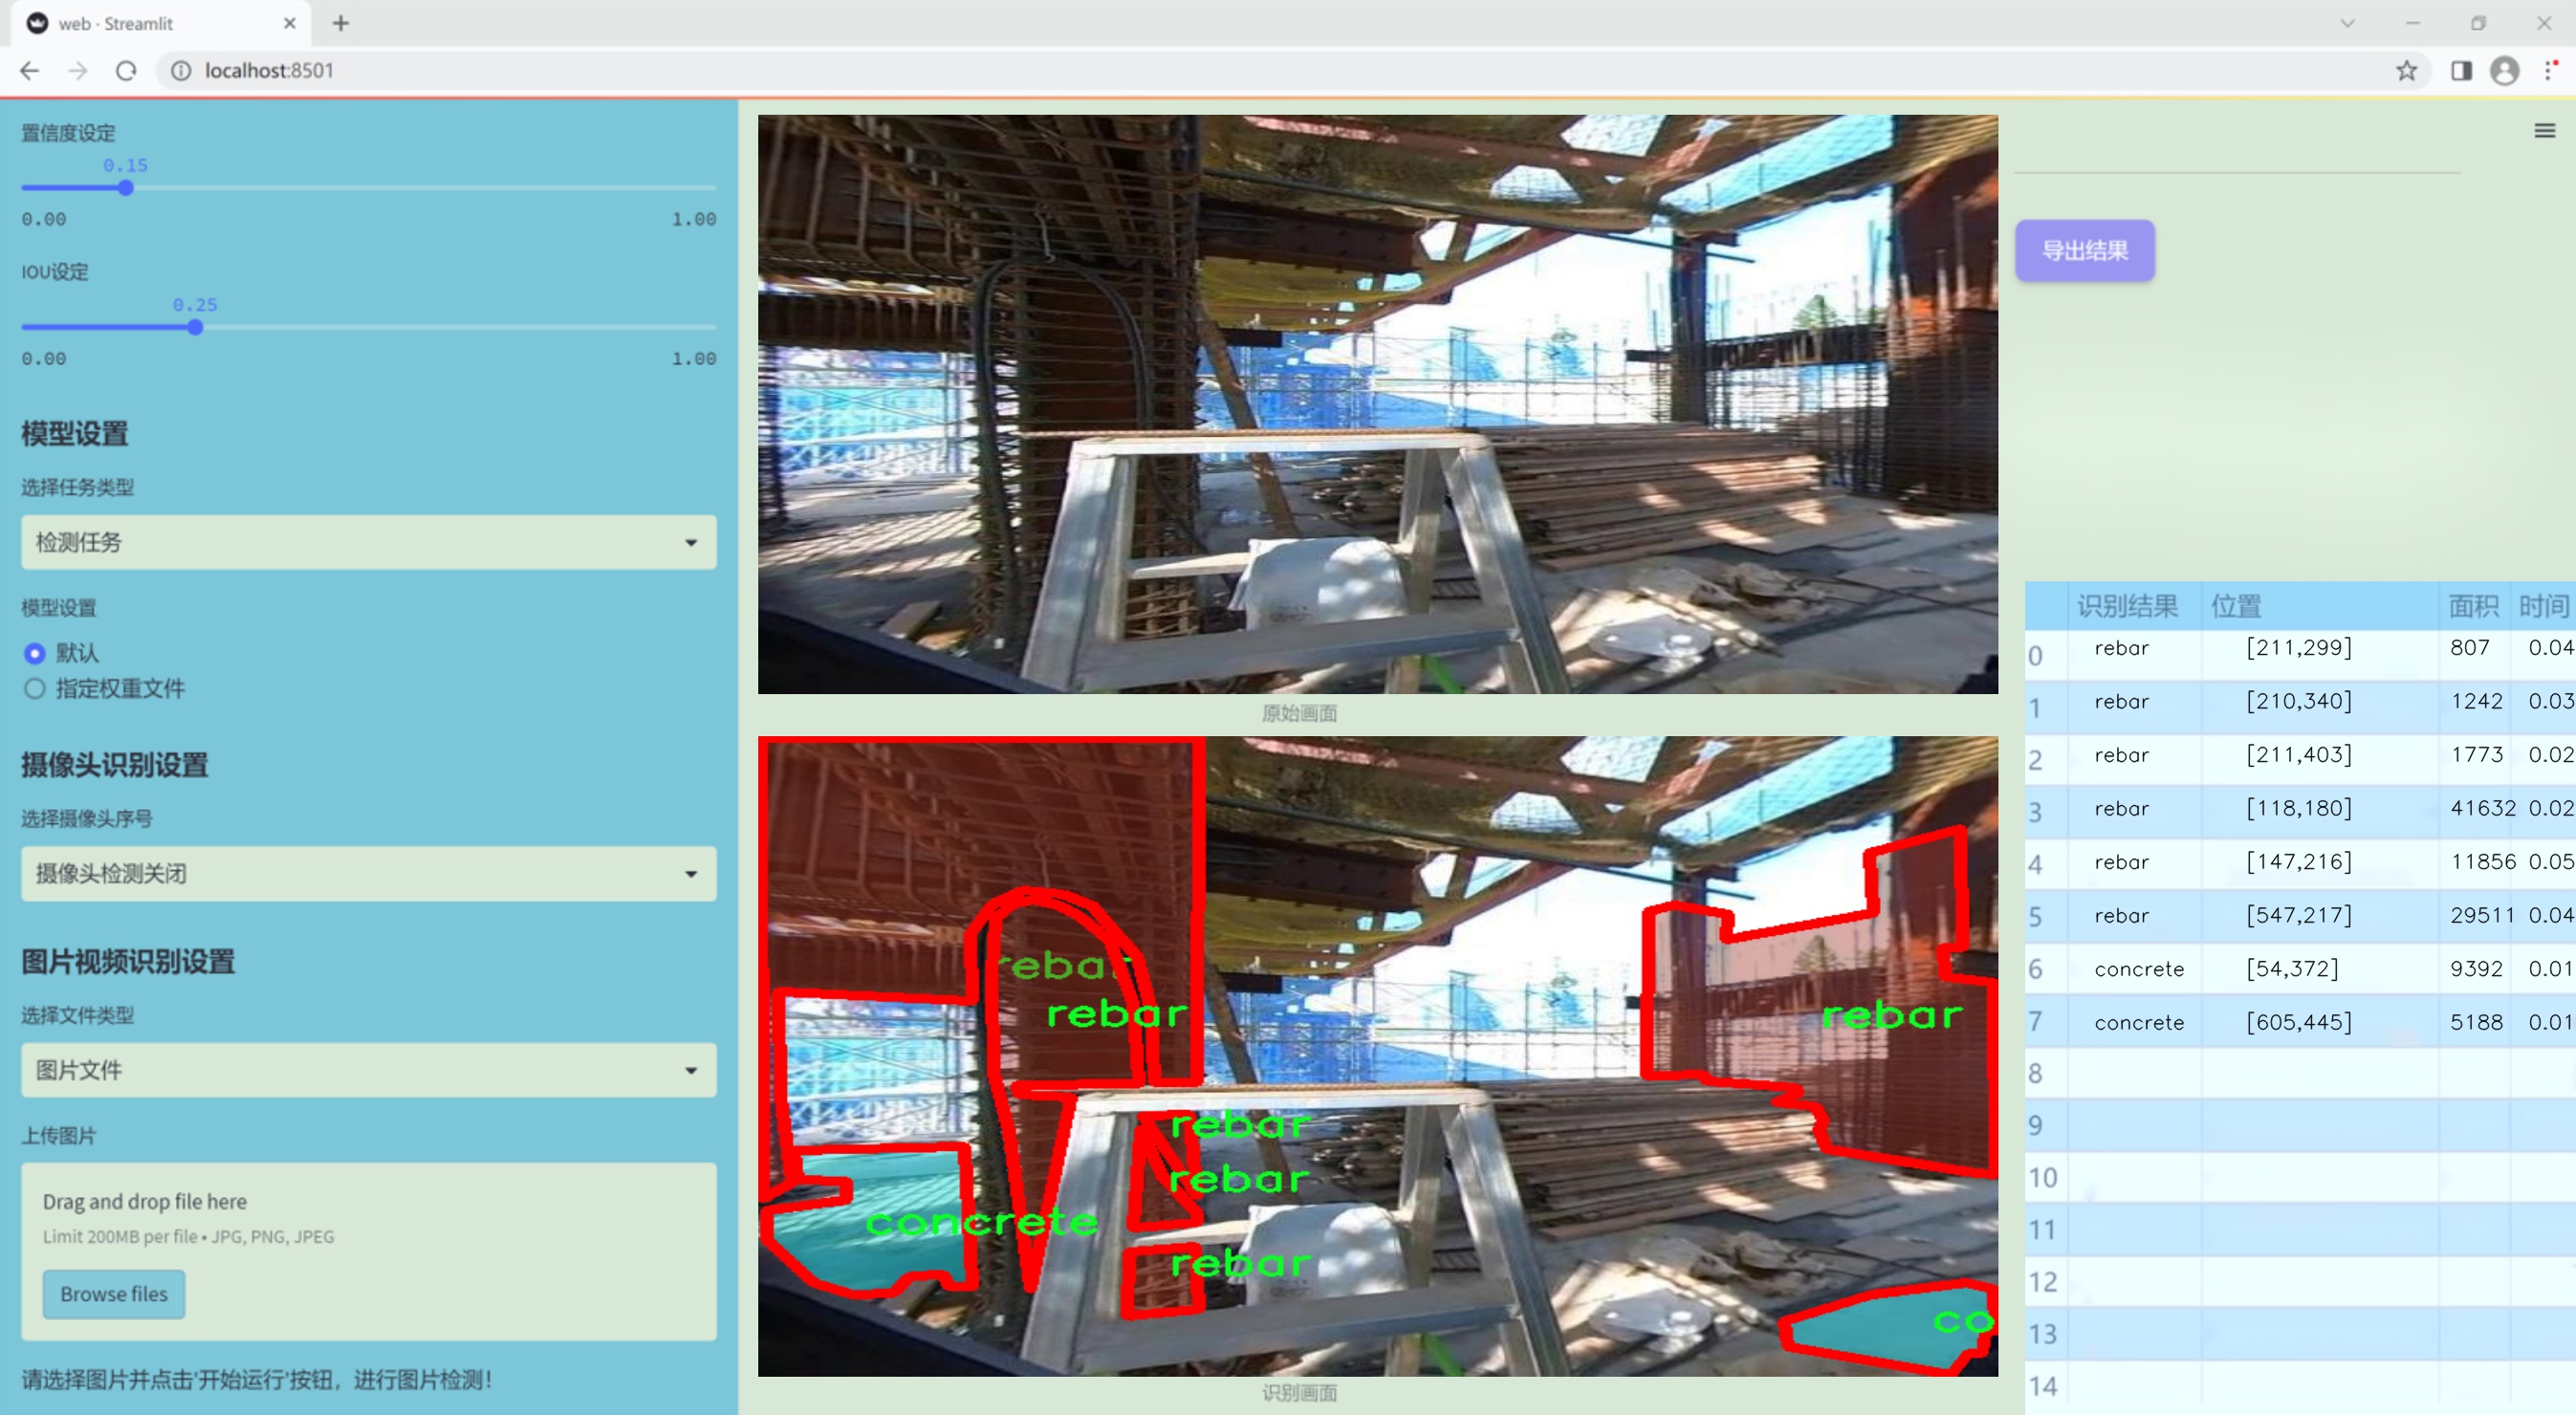 web · Streamlit
localhost:8501
置信度设定
0.15
0.00 1.00
IOU设定
0.25
0.00 1.00
模型设置
选择任务类型
检测任务
模型设置
默认
指定权重文件
摄像头识别设置
选择摄像头序号
摄像头检测关闭
图片视频识别设置
选择文件类型
图片文件
上传图片
Drag and drop file here
Limit 200MB per file • JPG, PNG, JPEG
Browse files
请选择图片并点击'开始运行'按钮，进行图片检测！
原始画面
rebar
rebar
rebar
rebar
rebar
concrete
rebar
co
识别画面
导出结果
识别结果 位置 面积 时间
0 rebar [211,299] 807 0.04
1 rebar [210,340] 1242 0.03
2 rebar [211,403] 1773 0.02
3 rebar [118,180] 41632 0.02
4 rebar [147,216] 11856 0.05
5 rebar [547,217] 29511 0.04
6 concrete [54,372] 9392 0.01
7 concrete [605,445] 5188 0.01
8
9
10
11
12
13
14